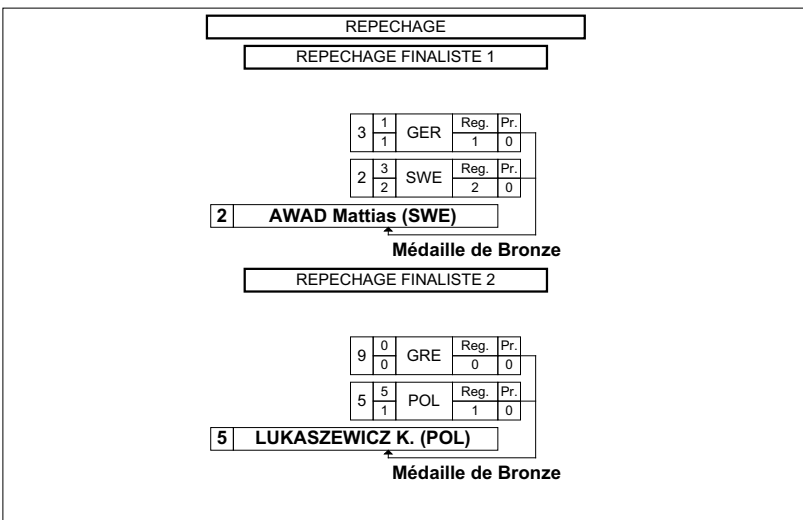 REPECHAGE
REPECHAGE FINALISTE 1
3 1 GER Reg. Pr.
1 1 0
2 3 SWE Reg. Pr.
2 2 0
2 AWAD Mattias (SWE)
Médaille de Bronze
REPECHAGE FINALISTE 2
9 0 GRE Reg. Pr.
0 0 0
5 5 POL Reg. Pr.
1 1 0
5 LUKASZEWICZ K. (POL)
Médaille de Bronze